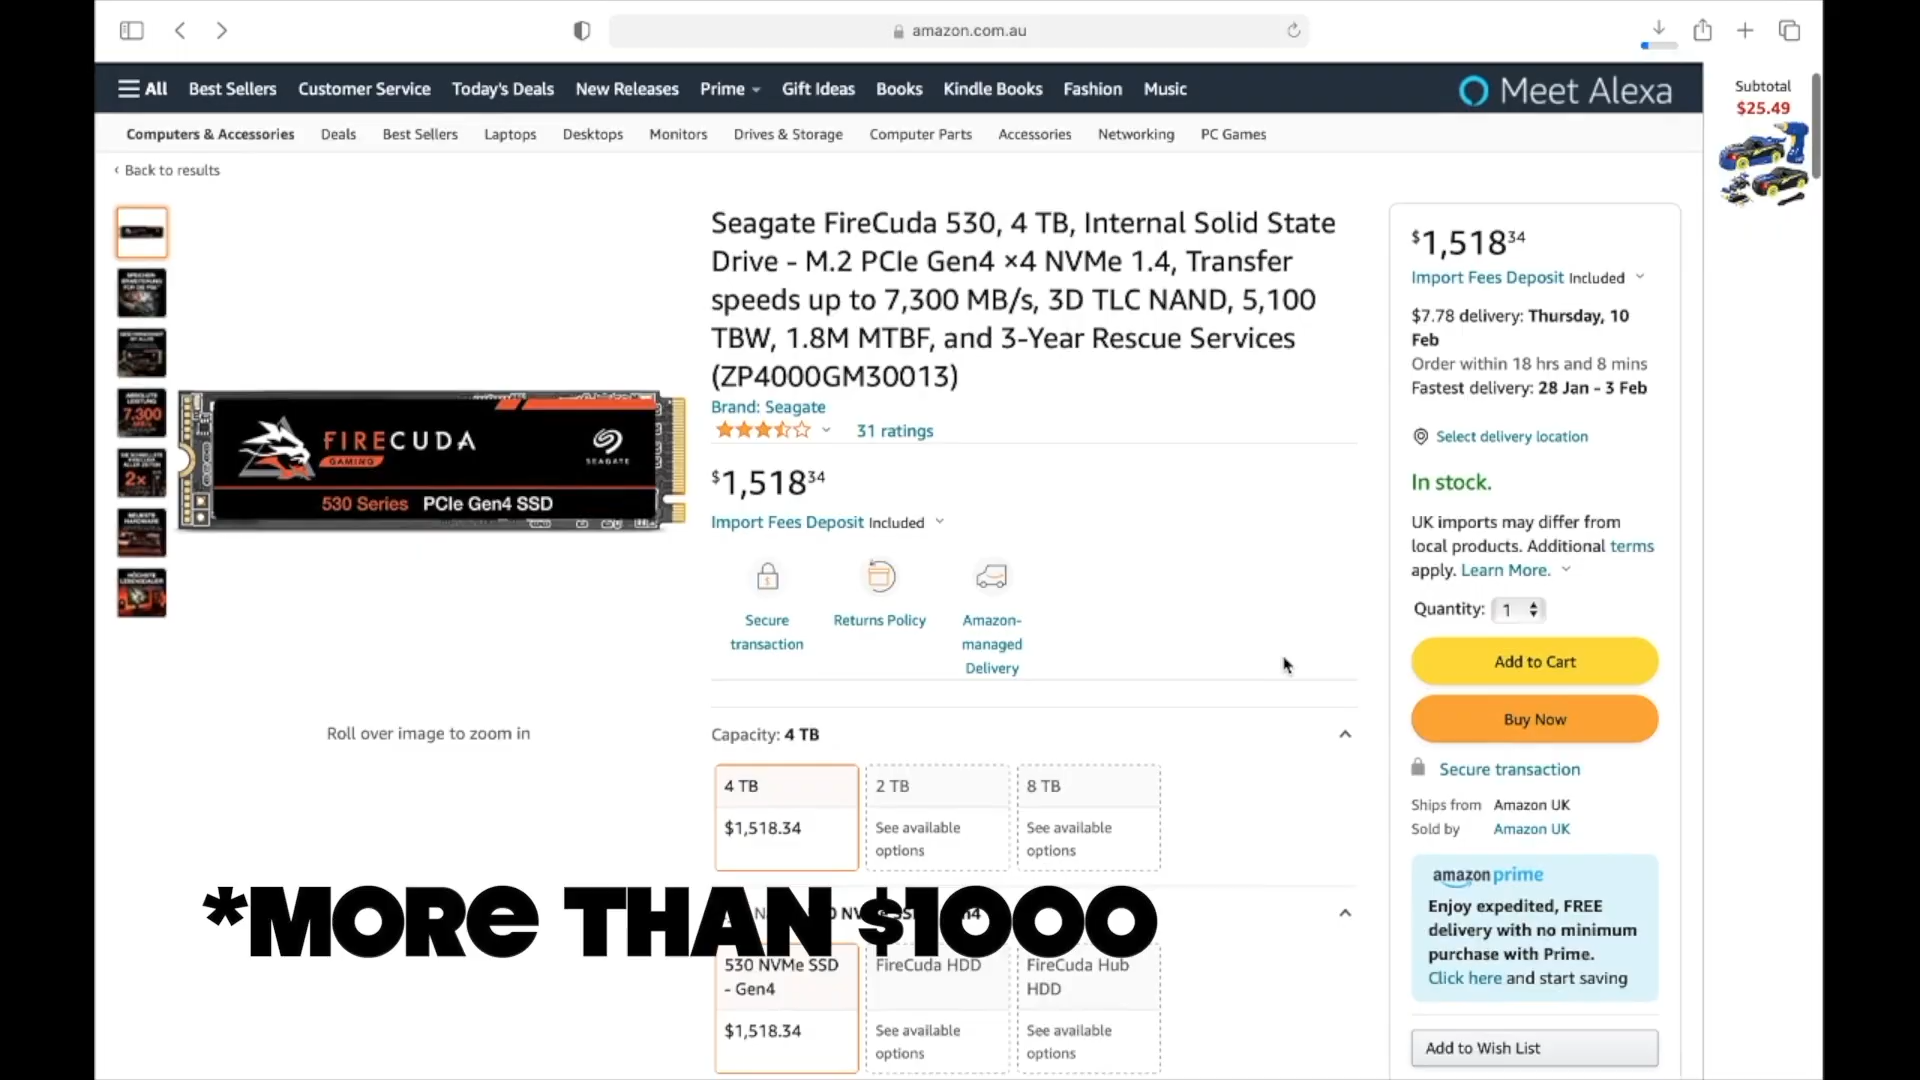 amazon.com.au
All Best Sellers Customer Service Today's Deals New Releases Prime Gift Ideas Books Kindle Books Fashion Music
Meet Alexa
Subtotal
$25.49
Computers & Accessories Deals Best Sellers Laptops Desktops Monitors Drives & Storage Computer Parts Accessories Networking PC Games
‹ Back to results
7.300
2x
FIRECUDA
GAMING
SEAGATE
530 Series PCIe Gen4 SSD
Roll over image to zoom in
Seagate FireCuda 530, 4 TB, Internal Solid State
Drive - M.2 PCIe Gen4 ×4 NVMe 1.4, Transfer
speeds up to 7,300 MB/s, 3D TLC NAND, 5,100
TBW, 1.8M MTBF, and 3-Year Rescue Services
(ZP4000GM30013)
Brand: Seagate
31 ratings
$1,518 34
Import Fees Deposit Included
Secure
transaction
Returns Policy
Amazon-
managed
Delivery
Capacity: 4 TB
4 TB
$1,518.34
2 TB
See available
options
8 TB
See available
options
*MORE THAN $1000
530 NVMe SSD
- Gen4
$1,518.34
FireCuda HDD
See available
options
FireCuda Hub
HDD
See available
options
$1,518 34
Import Fees Deposit Included
$7.78 delivery: Thursday, 10
Feb
Order within 18 hrs and 8 mins
Fastest delivery: 28 Jan - 3 Feb
Select delivery location
In stock.
UK imports may differ from
local products. Additional terms
apply. Learn More.
Quantity: 1
Add to Cart
Buy Now
Secure transaction
Ships from Amazon UK
Sold by Amazon UK
amazon prime
Enjoy expedited, FREE
delivery with no minimum
purchase with Prime.
Click here and start saving
Add to Wish List